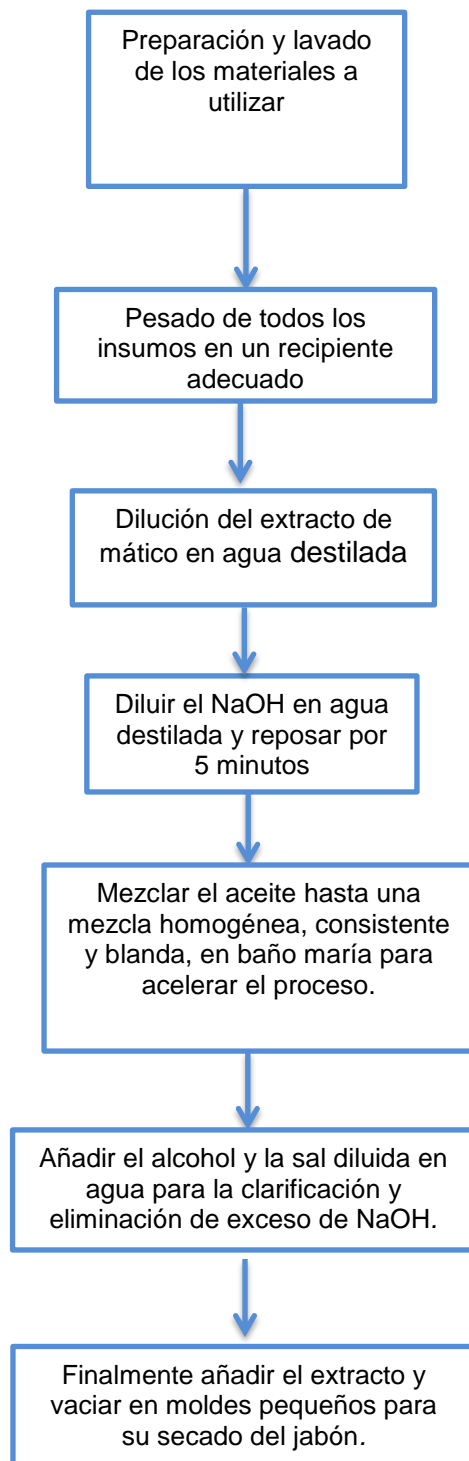 Preparación y lavado
de los materiales a
utilizar
Pesado de todos los
insumos en un recipiente
adecuado
Dilución del extracto de
mático en agua destilada
Diluir el NaOH en agua
destilada y reposar por
5 minutos
Mezclar el aceite hasta una
mezcla homogénea, consistente
y blanda, en baño maría para
acelerar el proceso.
Añadir el alcohol y la sal diluida en
agua para la clarificación y
eliminación de exceso de NaOH.
Finalmente añadir el extracto y
vaciar en moldes pequeños para
su secado del jabón.